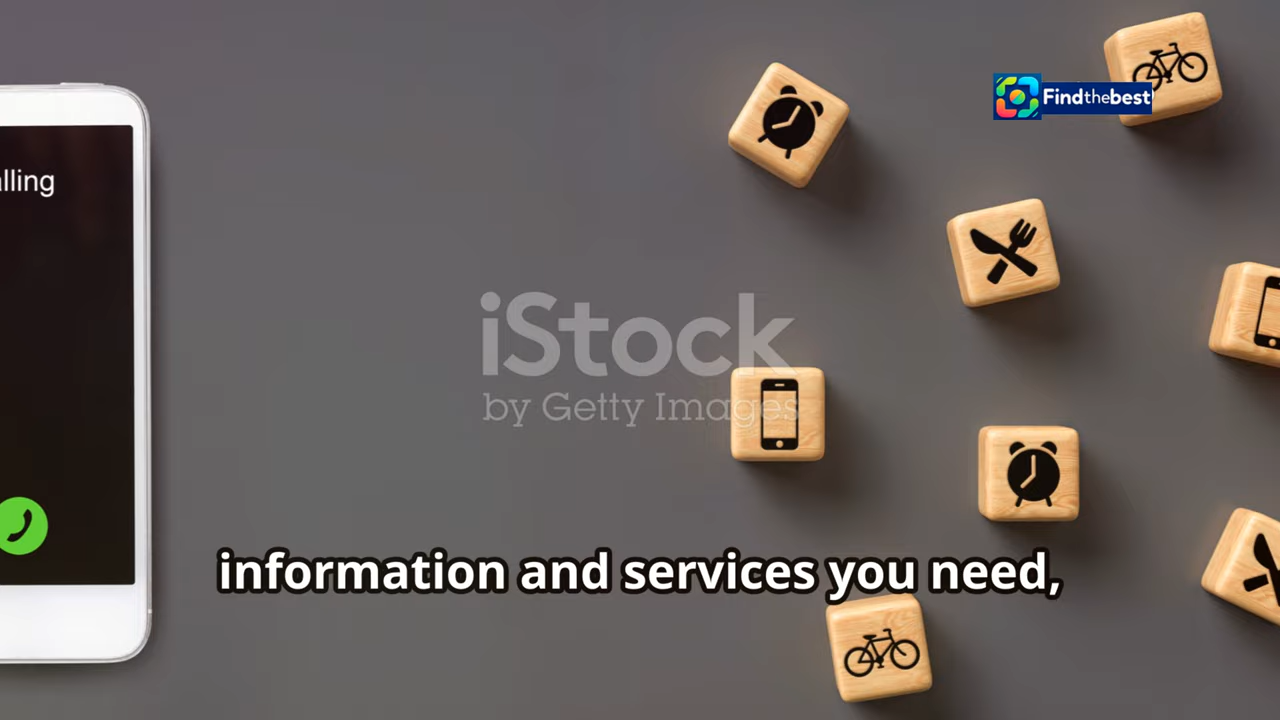 Findthebest
alling
iStock
by Getty Images
information and services you need,